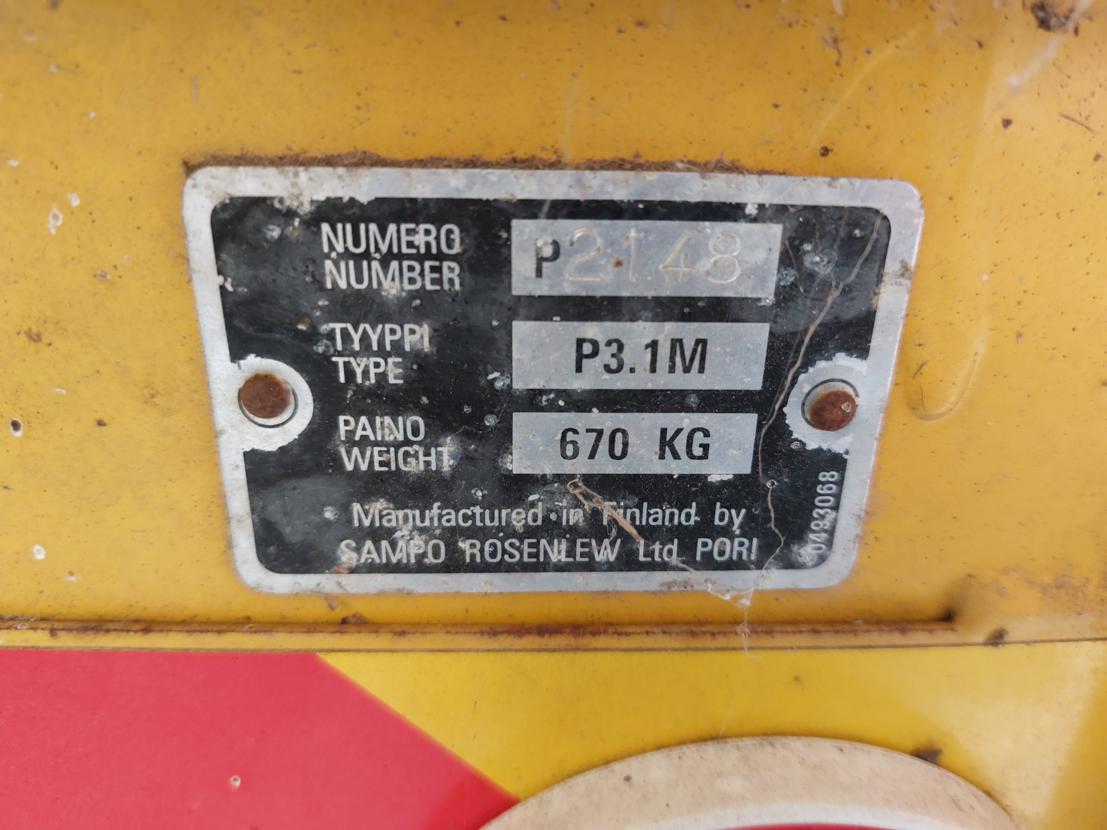 NUMERO
NUMBER
P2148
TYYPPI
TYPE
P3.1M
PAINO
WEIGHT
670 KG
Manufactured in Finland by
SAMPO ROSENLEW Ltd PORI
0493068